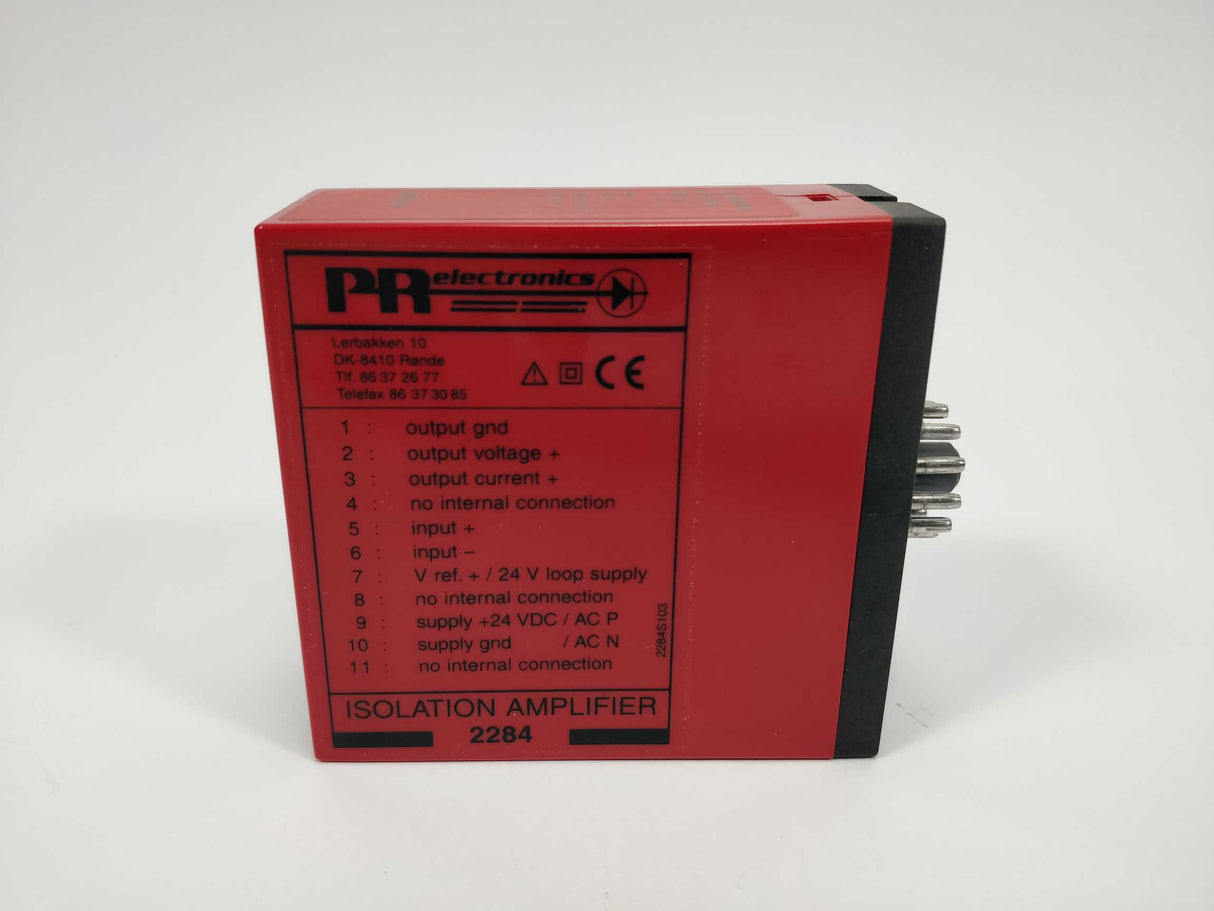 PR electronics
Lerbakken 10
DK-8410 Rønde
Tlf. 86 37 26 77
Telefax 86 37 30 85
CE
1 : output gnd
2 : output voltage +
3 : output current +
4 : no internal connection
5 : input +
6 : input –
7 : V ref. + / 24 V loop supply
8 : no internal connection
9 : supply +24 VDC / AC P
10 : supply gnd / AC N
11 : no internal connection
2284S103
ISOLATION AMPLIFIER
2284